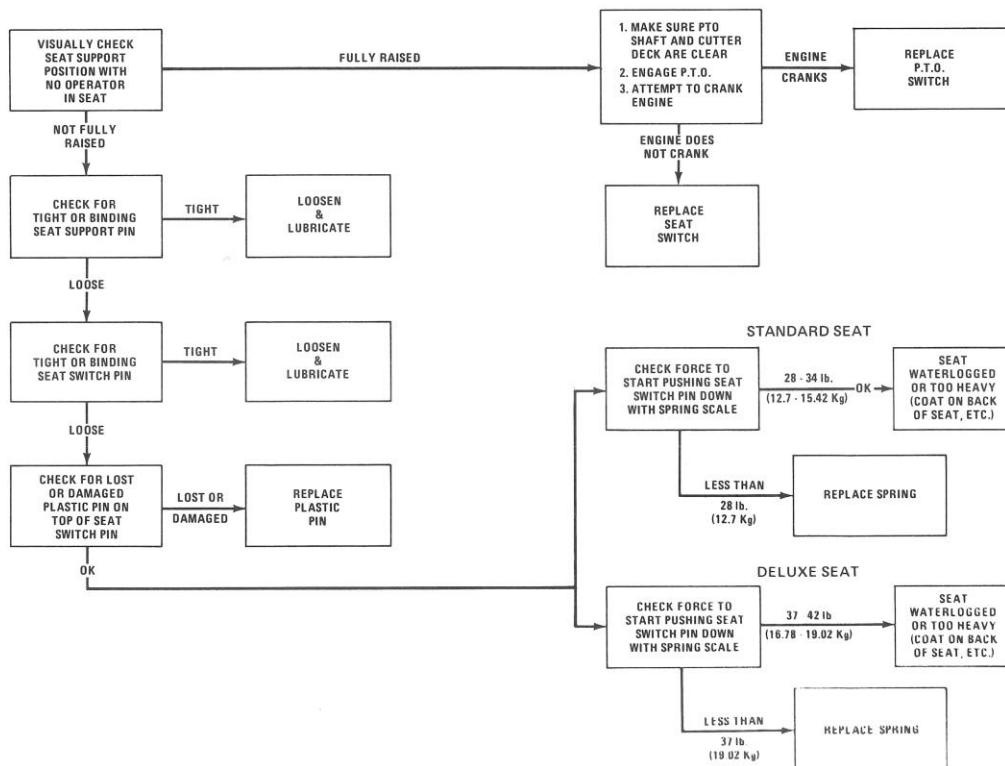 VISUALLY CHECK
SEAT SUPPORT
POSITION WITH
NO OPERATOR
IN SEAT
FULLY RAISED
1. MAKE SURE PTO
SHAFT AND CUTTER
DECK ARE CLEAR
2. ENGAGE P.T.O.
3. ATTEMPT TO CRANK
ENGINE
ENGINE
CRANKS
REPLACE
P.T.O.
SWITCH
NOT FULLY
RAISED
ENGINE DOES
NOT CRANK
REPLACE
SEAT
SWITCH
CHECK FOR
TIGHT OR BINDING
SEAT SUPPORT PIN
TIGHT
LOOSEN
&
LUBRICATE
LOOSE
CHECK FOR
TIGHT OR BINDING
SEAT SWITCH PIN
TIGHT
LOOSEN
&
LUBRICATE
LOOSE
CHECK FOR LOST
OR DAMAGED
PLASTIC PIN ON
TOP OF SEAT
SWITCH PIN
LOST OR
DAMAGED
REPLACE
PLASTIC
PIN
OK
STANDARD SEAT
CHECK FORCE TO
START PUSHING SEAT
SWITCH PIN DOWN
WITH SPRING SCALE
28 - 34 lb.
(12.7 - 15.42 Kg)
OK
SEAT
WATERLOGGED
OR TOO HEAVY
(COAT ON BACK
OF SEAT, ETC.)
LESS THAN
28 lb.
(12.7 Kg)
REPLACE SPRING
DELUXE SEAT
CHECK FORCE TO
START PUSHING SEAT
SWITCH PIN DOWN
WITH SPRING SCALE
37 42 lb
(16.78 - 19.02 Kg)
SEAT
WATERLOGGED
OR TOO HEAVY
(COAT ON BACK
OF SEAT, ETC.)
LESS THAN
37 lb.
(19.02 Kg)
REPLACE SPRING